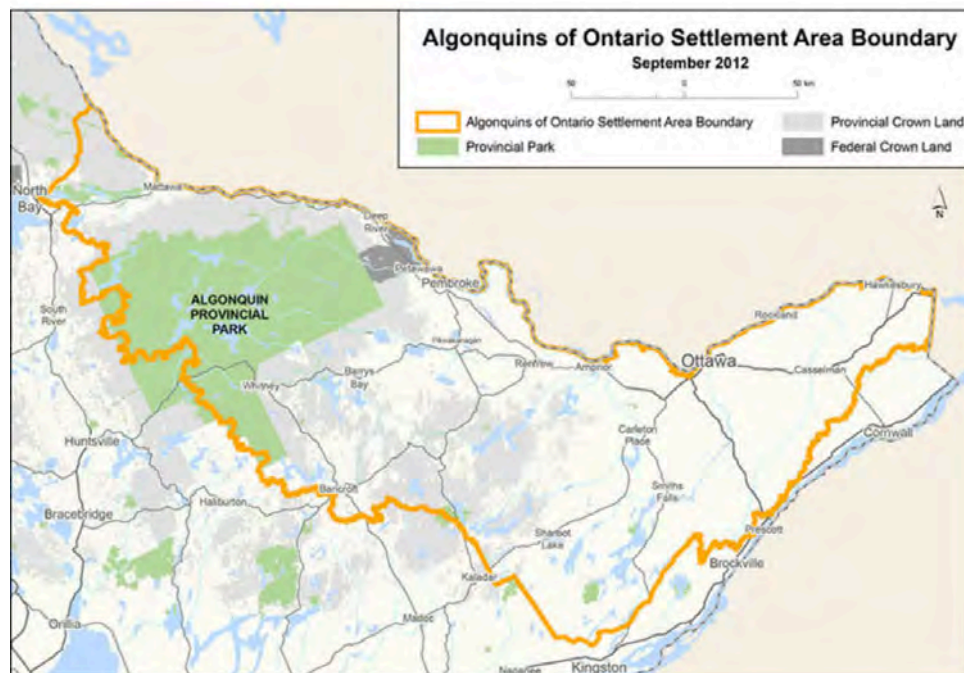 Algonquins of Ontario Settlement Area Boundary
September 2012
50 0 50 km
Algonquins of Ontario Settlement Area Boundary
Provincial Park
Provincial Crown Land
Federal Crown Land
N
North
Bay
Mattawa
Deep
River
Petawawa
Pembroke
ALGONQUIN
PROVINCIAL
PARK
South
River
Pikwakanagan
Renfrew
Arnprior
Ottawa
Rockland
Hawkesbury
Whitney
Barrys
Bay
Casselman
Huntsville
Carleton
Place
Cornwall
Bancroft
Haliburton
Smiths
Falls
Bracebridge
Sharbot
Lake
Prescott
Brockville
Kaladar
Orillia
Madoc
Napanee
Kingston